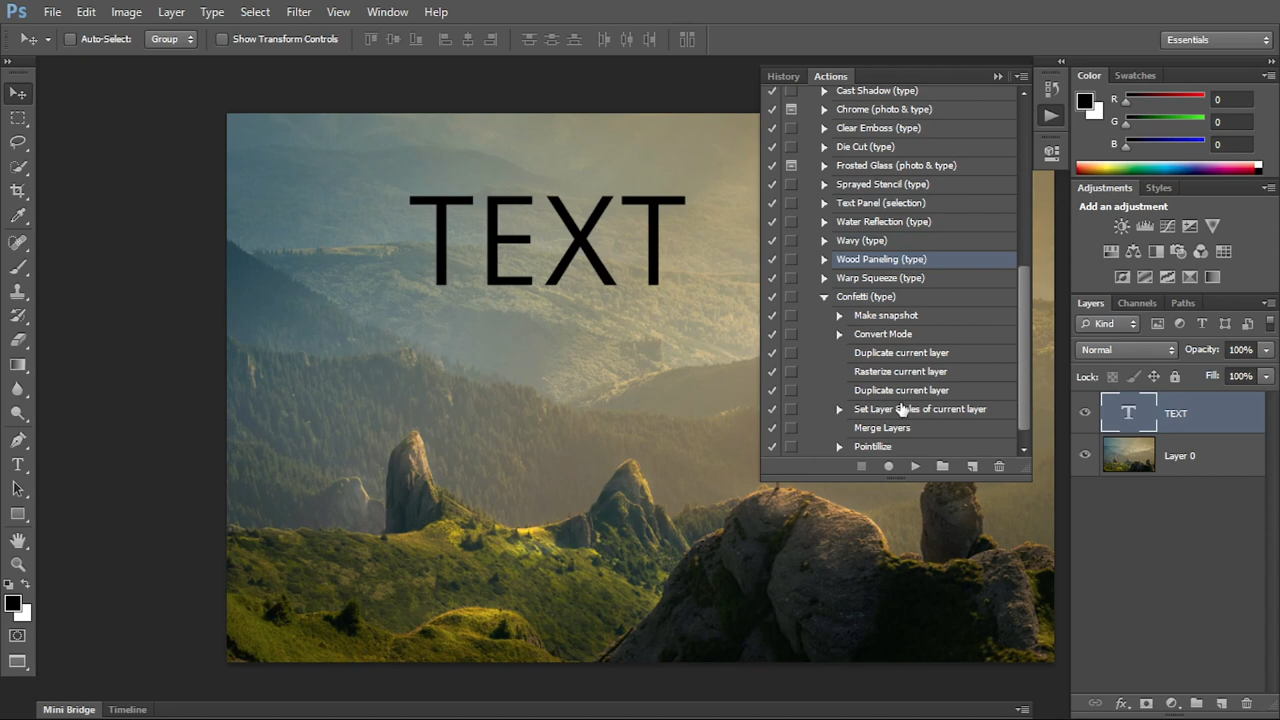 Ps File Edit Image Layer Type Select Filter View Window Help
Auto-Select: Group Show Transform Controls Essentials
History Actions
Color Swatches
Cast Shadow (type)
R 0
Chrome (photo & type)
G 0
Clear Emboss (type)
B 0
Die Cut (type)
Frosted Glass (photo & type)
Sprayed Stencil (type)
Adjustments Styles
Text Panel (selection)
Add an adjustment
Water Reflection (type)
Wavy (type)
Wood Paneling (type)
Warp Squeeze (type)
Confetti (type)
Layers Channels Paths
Make snapshot
Kind T
Convert Mode
Duplicate current layer
Normal Opacity: 100%
Rasterize current layer
Lock: Fill: 100%
Duplicate current layer
Set Layer Styles of current layer
T TEXT
Merge Layers
Pointillize
Layer 0
TEXT
fx
Mini Bridge Timeline